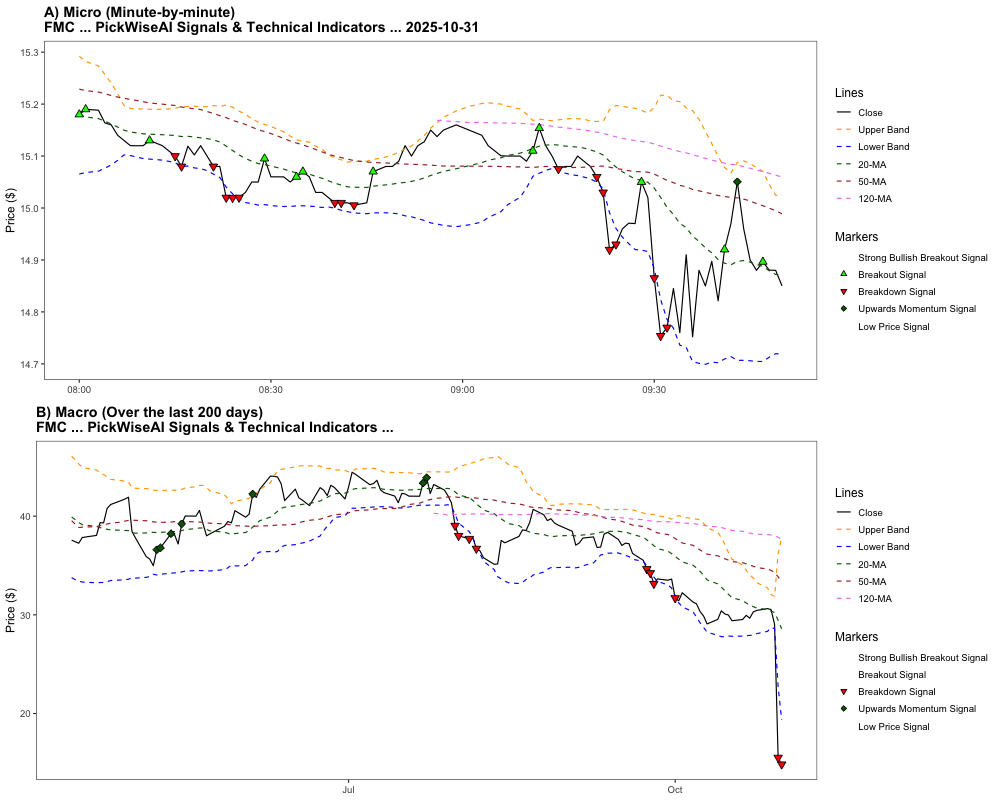 A) Micro (Minute-by-minute)
FMC ... PickWiseAI Signals & Technical Indicators ... 2025-10-31
Price ($)
15.3
15.2
15.1
15.0
14.9
14.8
14.7
08:00
08:30
09:00
09:30
Lines
Close
Upper Band
Lower Band
20-MA
50-MA
120-MA
Markers
Strong Bullish Breakout Signal
Breakout Signal
Breakdown Signal
Upwards Momentum Signal
Low Price Signal
B) Macro (Over the last 200 days)
FMC ... PickWiseAI Signals & Technical Indicators ...
Price ($)
40
30
20
Jul
Oct
Lines
Close
Upper Band
Lower Band
20-MA
50-MA
120-MA
Markers
Strong Bullish Breakout Signal
Breakout Signal
Breakdown Signal
Upwards Momentum Signal
Low Price Signal